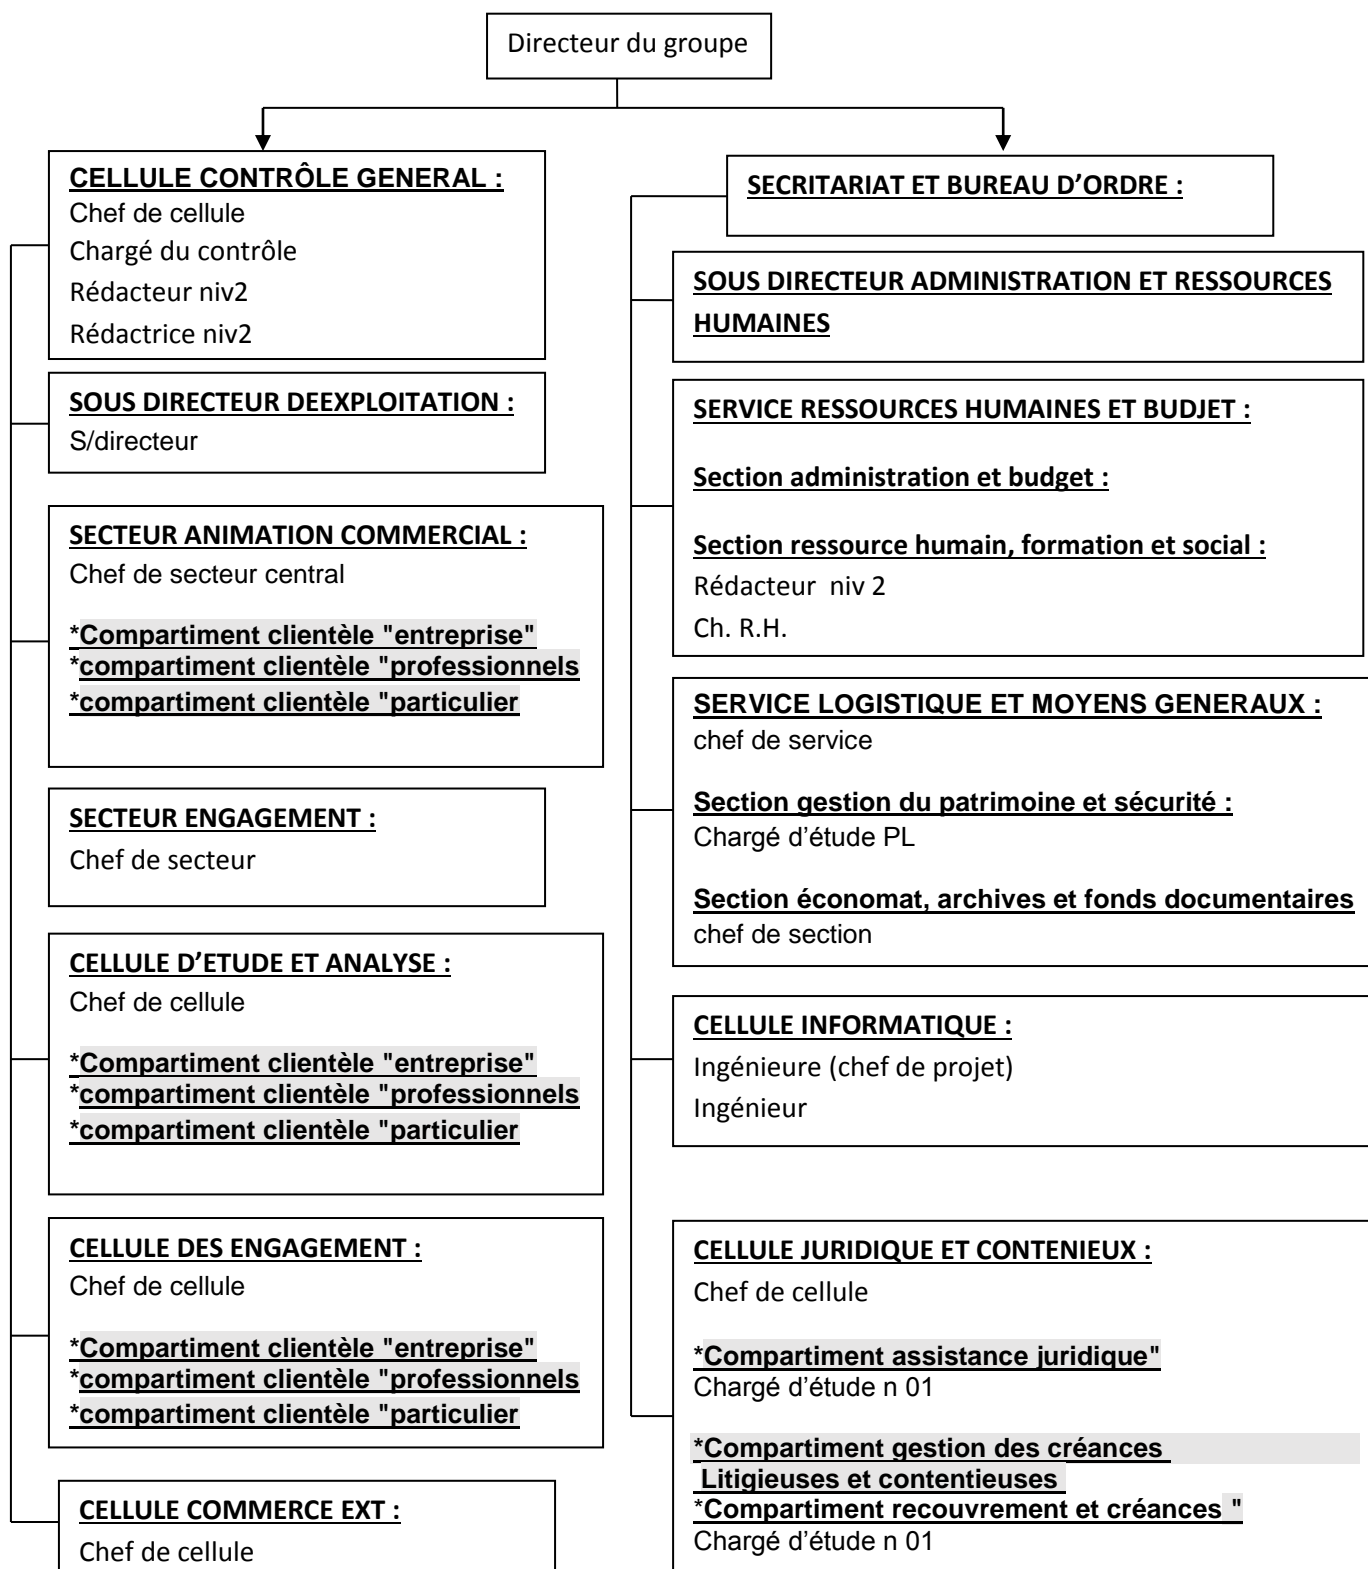 Directeur du groupe
CELLULE CONTRÔLE GENERAL :
Chef de cellule
Chargé du contrôle
Rédacteur niv2
Rédactrice niv2
SOUS DIRECTEUR DEEXPLOITATION :
S/directeur
SECTEUR ANIMATION COMMERCIAL :
Chef de secteur central
*Compartiment clientèle "entreprise"
*compartiment clientèle "professionnels
*compartiment clientèle "particulier
SECTEUR ENGAGEMENT :
Chef de secteur
CELLULE D’ETUDE ET ANALYSE :
Chef de cellule
*Compartiment clientèle "entreprise"
*compartiment clientèle "professionnels
*compartiment clientèle "particulier
CELLULE DES ENGAGEMENT :
Chef de cellule
*Compartiment clientèle "entreprise"
*compartiment clientèle "professionnels
*compartiment clientèle "particulier
CELLULE COMMERCE EXT :
Chef de cellule
SECRITARIAT ET BUREAU D’ORDRE :
SOUS DIRECTEUR ADMINISTRATION ET RESSOURCES
HUMAINES
SERVICE RESSOURCES HUMAINES ET BUDJET :
Section administration et budget :
Section ressource humain, formation et social :
Rédacteur niv 2
Ch. R.H.
SERVICE LOGISTIQUE ET MOYENS GENERAUX :
chef de service
Section gestion du patrimoine et sécurité :
Chargé d’étude PL
Section économat, archives et fonds documentaires
chef de section
CELLULE INFORMATIQUE :
Ingénieure (chef de projet)
Ingénieur
CELLULE JURIDIQUE ET CONTENIEUX :
Chef de cellule
*Compartiment assistance juridique"
Chargé d’étude n 01
*Compartiment gestion des créances
Litigieuses et contentieuses
*Compartiment recouvrement et créances "
Chargé d’étude n 01